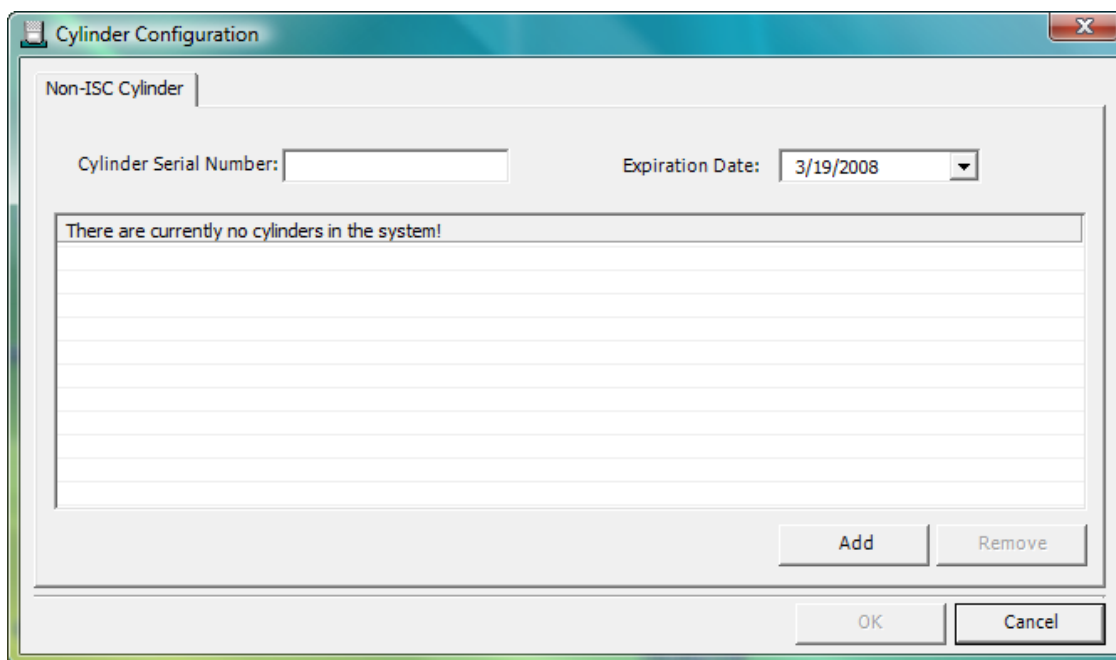 Cylinder Configuration
Non-ISC Cylinder
Cylinder Serial Number:
Expiration Date: 3/19/2008
There are currently no cylinders in the system!
Add Remove
OK Cancel